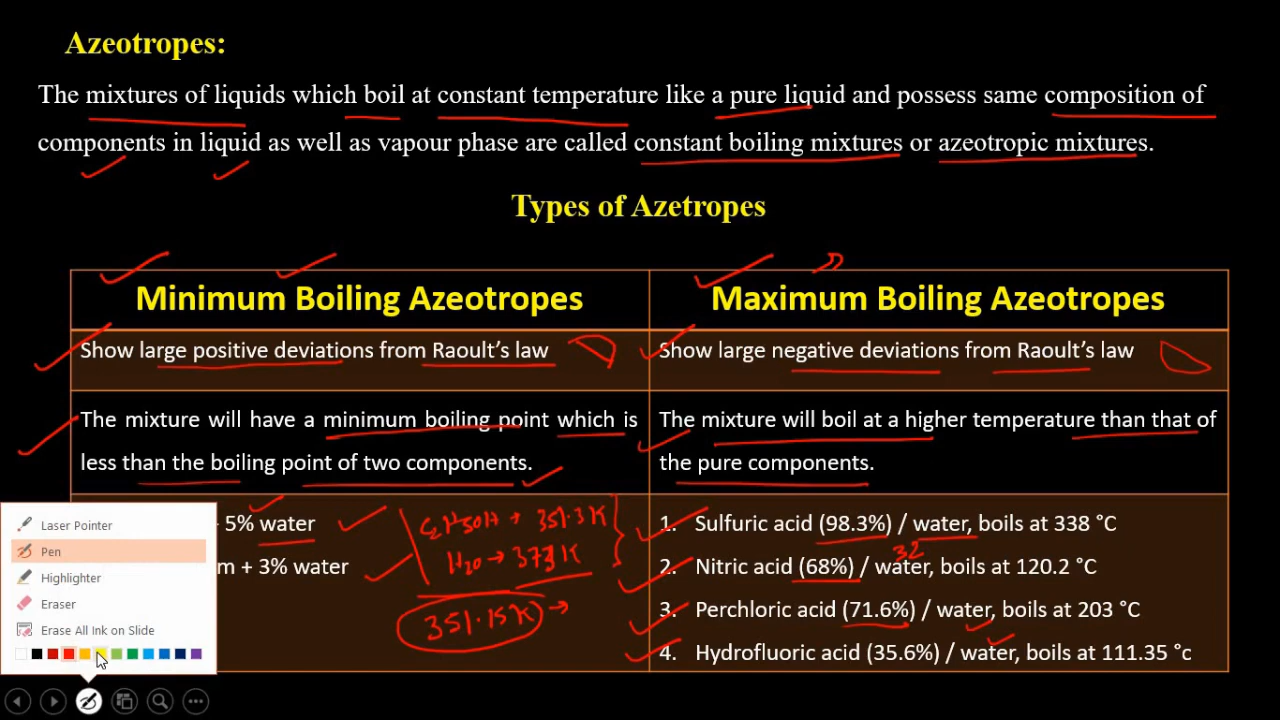 Azeotropes:
The mixtures of liquids which boil at constant temperature like a pure liquid and possess same composition of
components in liquid as well as vapour phase are called constant boiling mixtures or azeotropic mixtures.
Types of Azetropes
Minimum Boiling Azeotropes
Maximum Boiling Azeotropes
Show large positive deviations from Raoult's law
Show large negative deviations from Raoult's law
The mixture will have a minimum boiling point which is
less than the boiling point of two components.
The mixture will boil at a higher temperature than that of
the pure components.
5% water
m + 3% water
C2H5OH → 351.3K
H2O → 373K
351.15K →
1. Sulfuric acid (98.3%) / water, boils at 338 °C
32
2. Nitric acid (68%) / water, boils at 120.2 °C
3. Perchloric acid (71.6%) / water, boils at 203 °C
4. Hydrofluoric acid (35.6%) / water, boils at 111.35 °c
Laser Pointer
Pen
Highlighter
Eraser
Erase All Ink on Slide